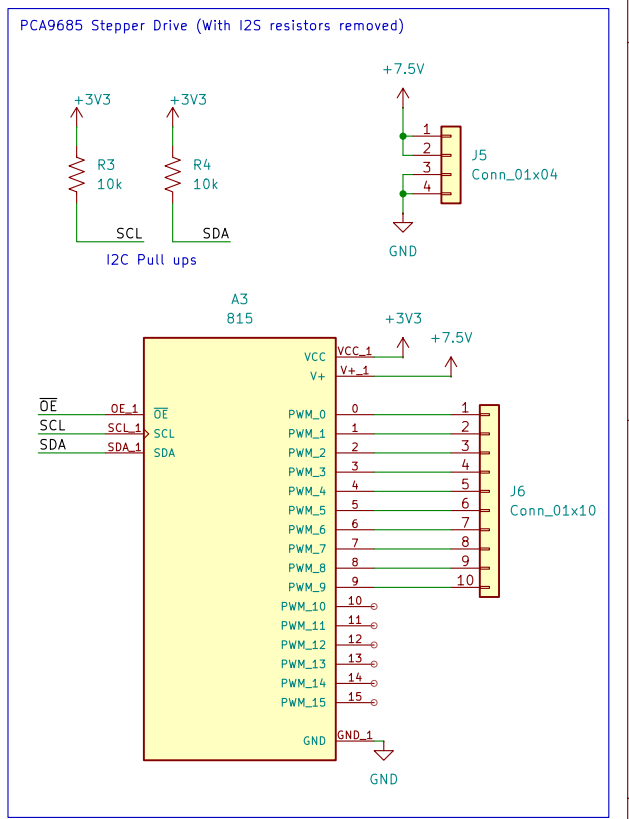 PCA9685 Stepper Drive (With I2S resistors removed)
+3V3
+3V3
+7.5V
R3
10k
R4
10k
SCL
SDA
I2C Pull ups
1
2
3
4
J5
Conn_01x04
GND
A3
815
+3V3
+7.5V
VCC VCC_1
V+ V+_1
OE OE_1 OE
SCL SCL_1 SCL
SDA SDA_1 SDA
PWM_0 0 1
PWM_1 1 2
PWM_2 2 3
PWM_3 3 4
PWM_4 4 5
PWM_5 5 6
PWM_6 6 7
PWM_7 7 8
PWM_8 8 9
PWM_9 9 10
J6
Conn_01x10
PWM_10 10
PWM_11 11
PWM_12 12
PWM_13 13
PWM_14 14
PWM_15 15
GND GND_1
GND